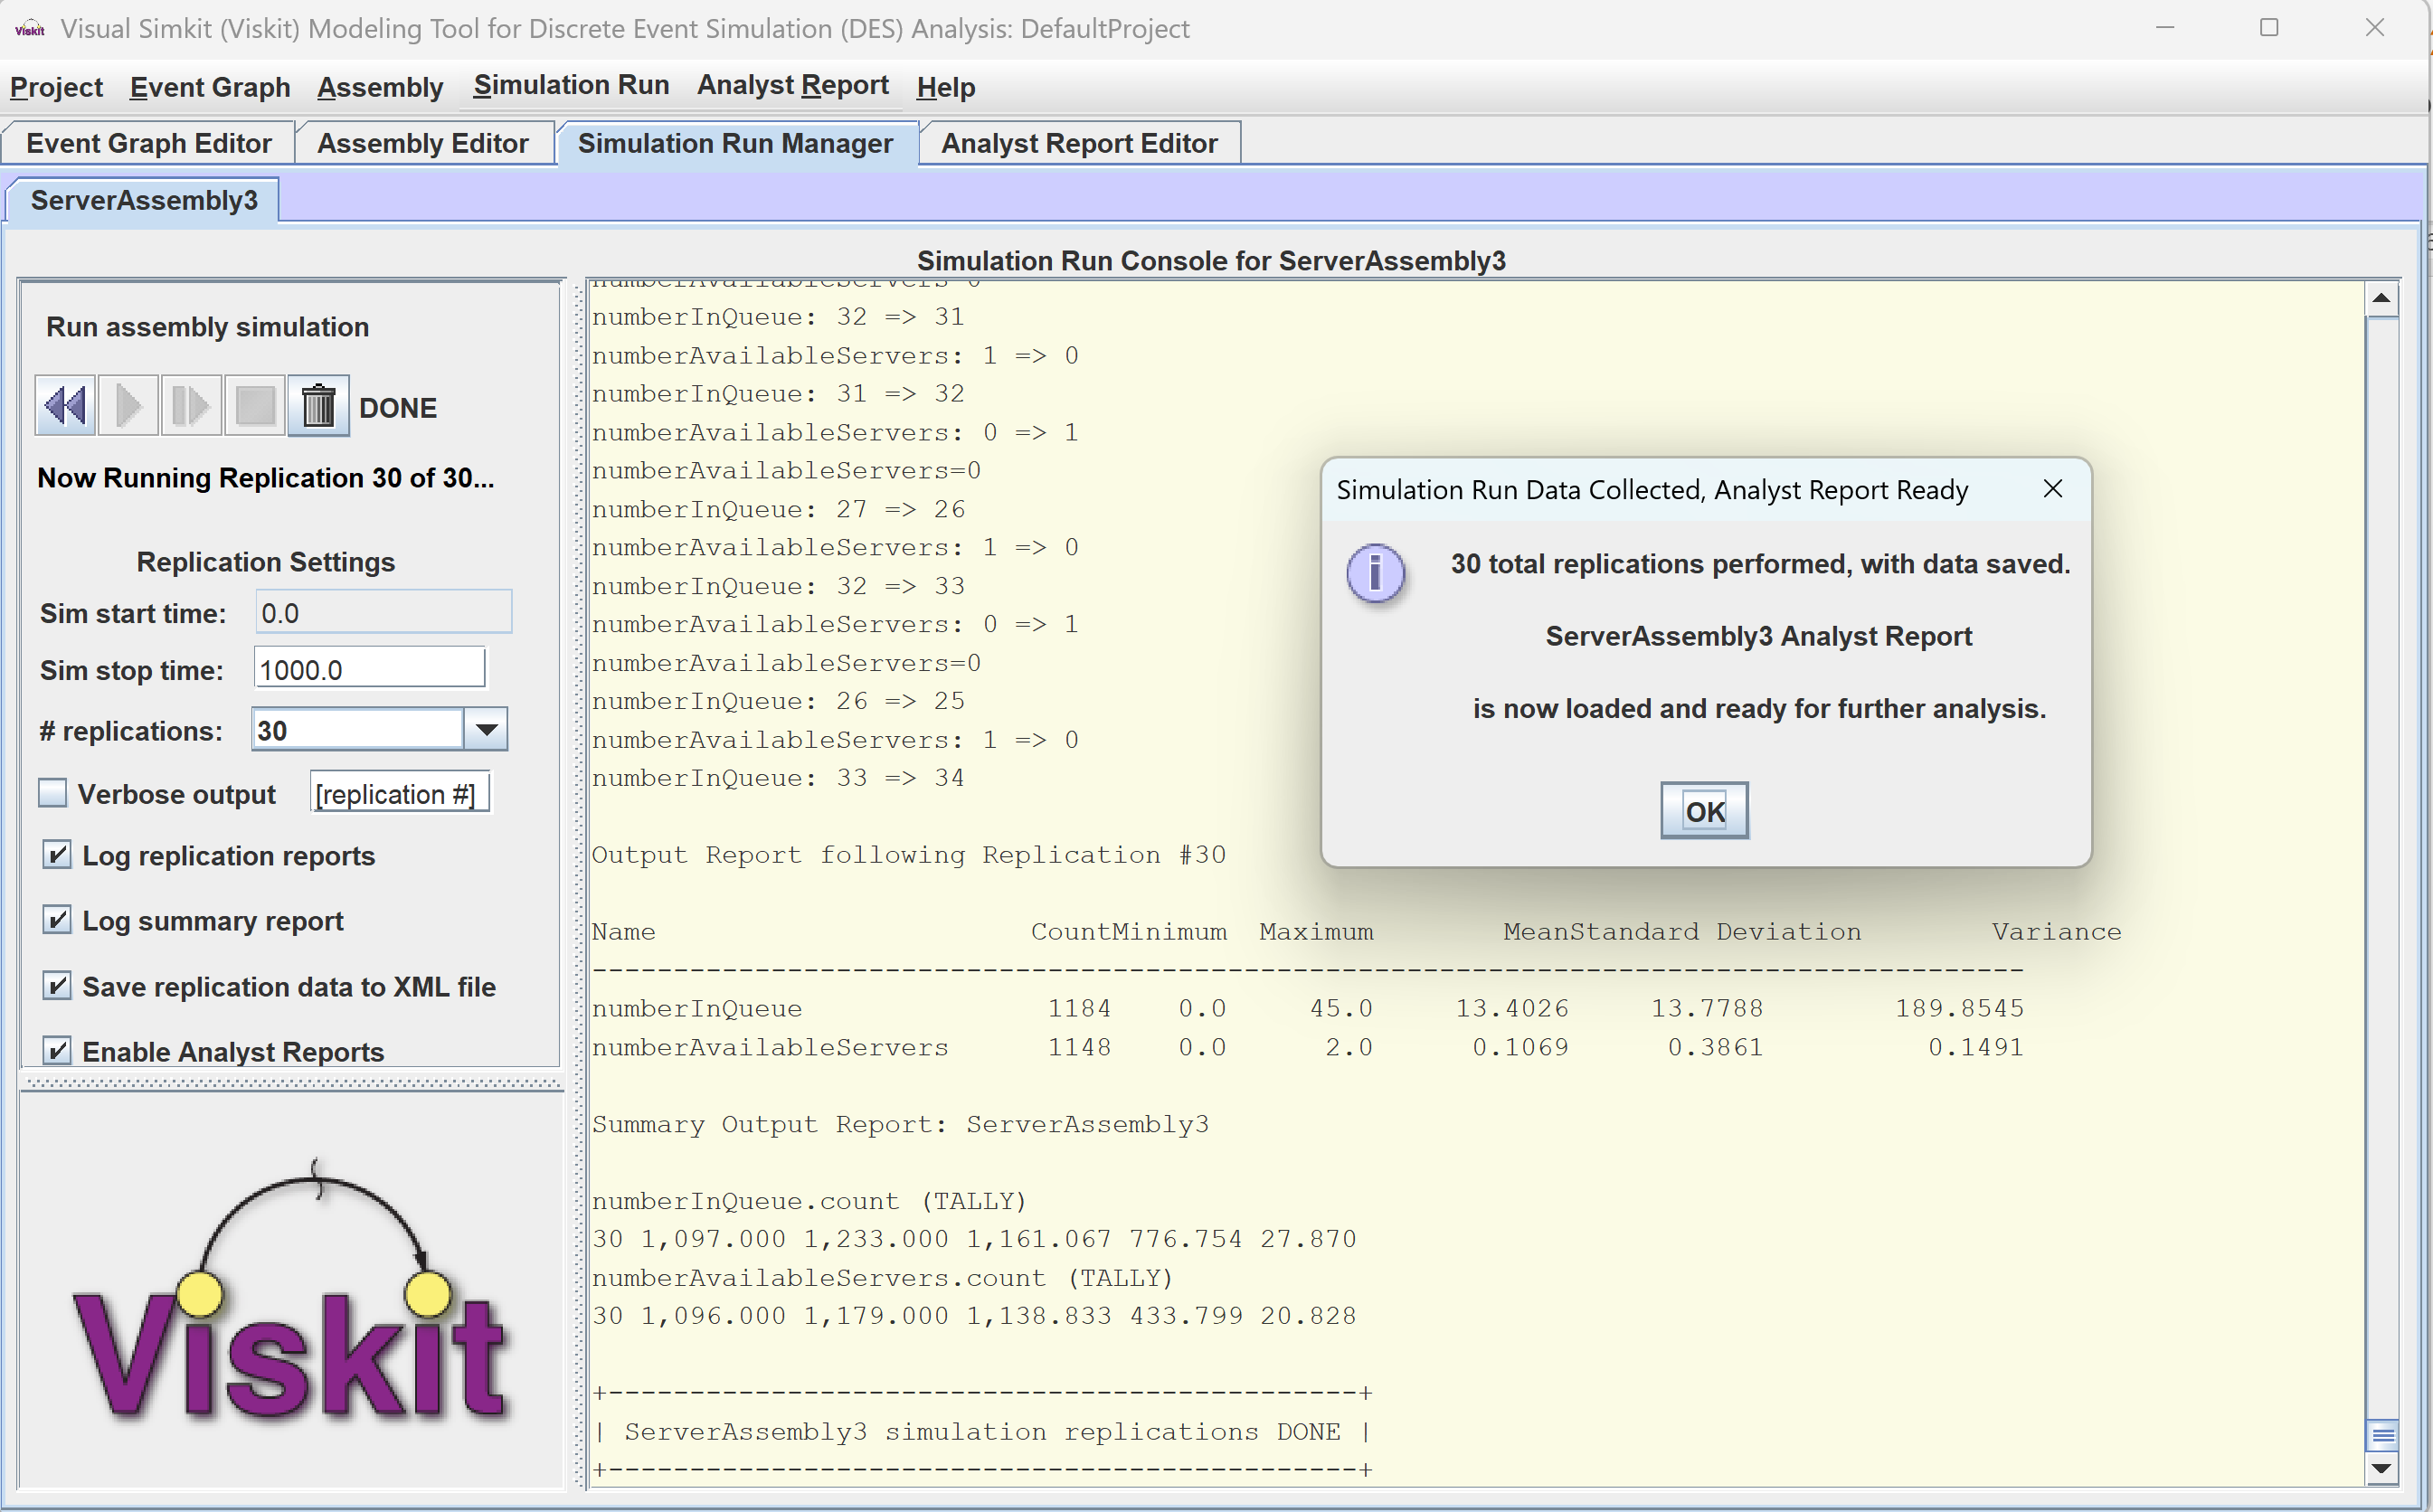 Viskit Visual Simkit (Viskit) Modeling Tool for Discrete Event Simulation (DES) Analysis: DefaultProject
Project Event Graph Assembly Simulation Run Analyst Report Help
Event Graph Editor Assembly Editor Simulation Run Manager Analyst Report Editor
ServerAssembly3
Simulation Run Console for ServerAssembly3
Run assembly simulation
DONE
Now Running Replication 30 of 30...
Replication Settings
Sim start time: 0.0
Sim stop time: 1000.0
# replications: 30
Verbose output [replication #]
Log replication reports
Log summary report
Save replication data to XML file
Enable Analyst Reports
Viskit
numberAvailableServers=0
numberInQueue: 32 => 31
numberAvailableServers: 1 => 0
numberInQueue: 31 => 32
numberAvailableServers: 0 => 1
numberAvailableServers=0
numberInQueue: 27 => 26
numberAvailableServers: 1 => 0
numberInQueue: 32 => 33
numberAvailableServers: 0 => 1
numberAvailableServers=0
numberInQueue: 26 => 25
numberAvailableServers: 1 => 0
numberInQueue: 33 => 34
Output Report following Replication #30
Name CountMinimum Maximum MeanStandard Deviation Variance
----------------------------------------------------------------------------------------
numberInQueue 1184 0.0 45.0 13.4026 13.7788 189.8545
numberAvailableServers 1148 0.0 2.0 0.1069 0.3861 0.1491
Summary Output Report: ServerAssembly3
numberInQueue.count (TALLY)
30 1,097.000 1,233.000 1,161.067 776.754 27.870
numberAvailableServers.count (TALLY)
30 1,096.000 1,179.000 1,138.833 433.799 20.828
+----------------------------------------------+
| ServerAssembly3 simulation replications DONE |
+----------------------------------------------+
Simulation Run Data Collected, Analyst Report Ready
30 total replications performed, with data saved.
ServerAssembly3 Analyst Report
is now loaded and ready for further analysis.
OK